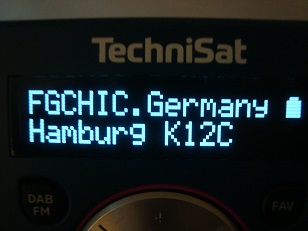 TechniSat
FGCHIC.Germany
Hamburg K12C
DAB
FM
FAV